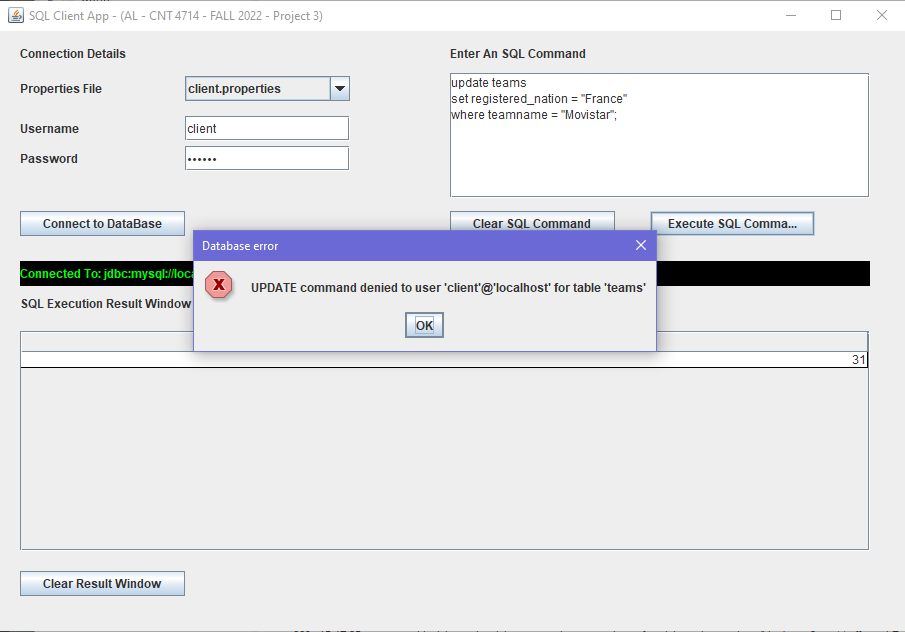 SQL Client App - (AL - CNT 4714 - FALL 2022 - Project 3)
Connection Details
Enter An SQL Command
Properties File
client.properties
update teams
set registered_nation = "France"
where teamname = "Movistar";
Username
client
Password
••••••
Connect to DataBase
Clear SQL Command
Execute SQL Comma...
Database error
Connected To: jdbc:mysql://loca
UPDATE command denied to user 'client'@'localhost' for table 'teams'
SQL Execution Result Window
OK
31
Clear Result Window